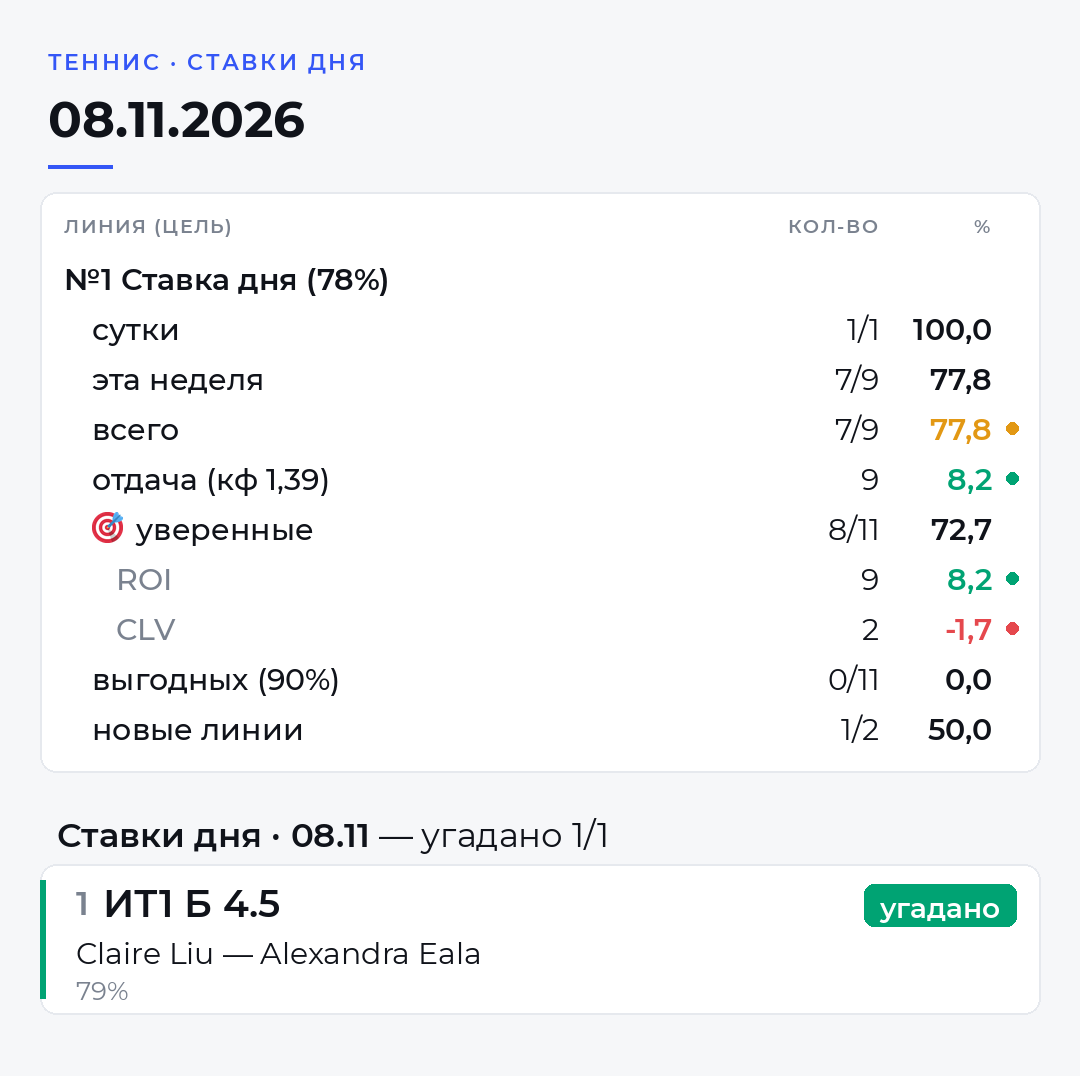 ТЕННИС · СТАВКИ ДНЯ
08.11.2026
ЛИНИЯ (ЦЕЛЬ) КОЛ-ВО %
№1 Ставка дня (78%)
сутки 1/1 100,0
эта неделя 7/9 77,8
всего 7/9 77,8
отдача (кф 1,39) 9 8,2
уверенные 8/11 72,7
ROI 9 8,2
CLV 2 -1,7
выгодных (90%) 0/11 0,0
новые линии 1/2 50,0
Ставки дня · 08.11 — угадано 1/1
1 ИТ1 Б 4.5 угадано
Claire Liu — Alexandra Eala
79%